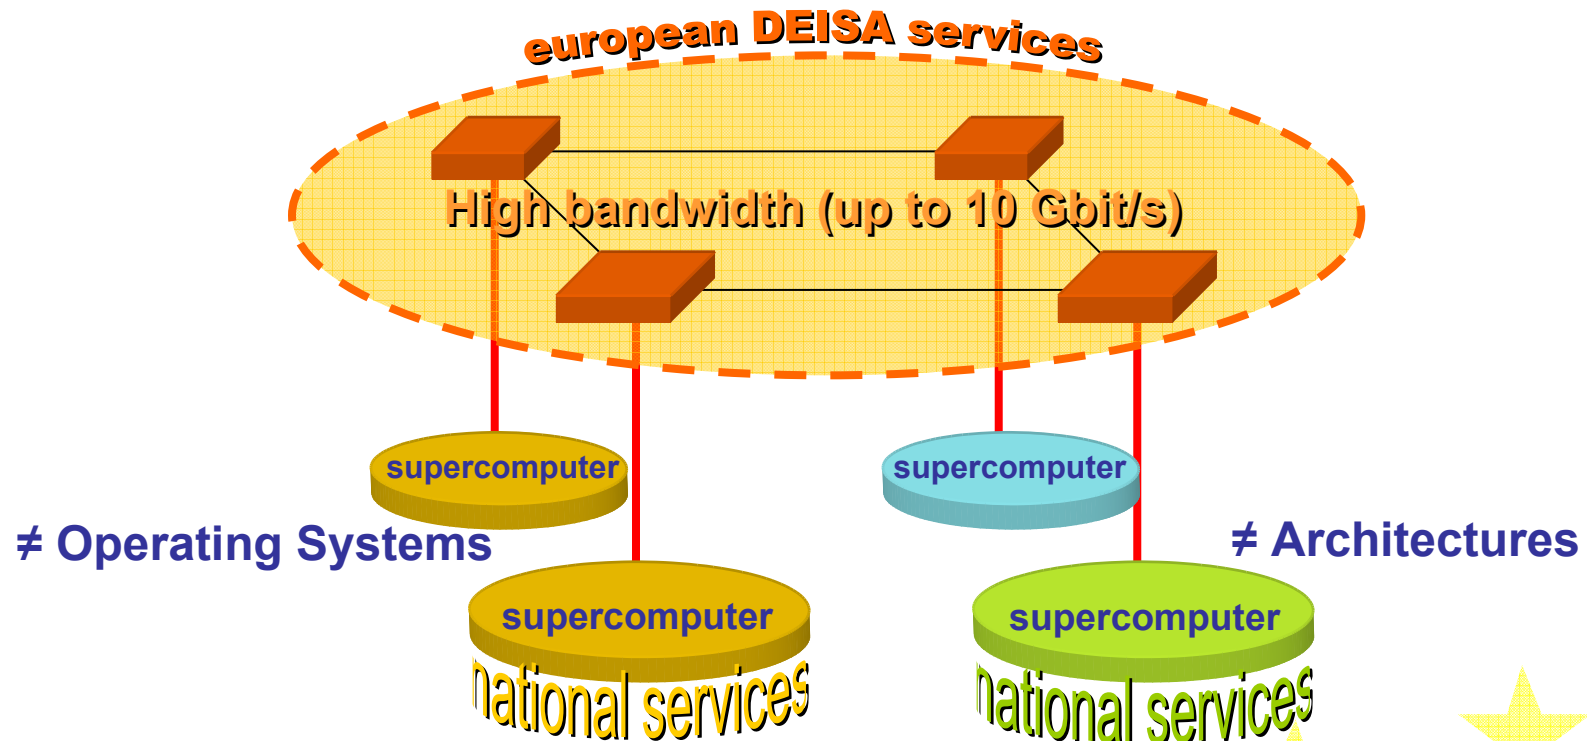 european DEISA services
High bandwidth (up to 10 Gbit/s)
supercomputer
supercomputer
≠ Operating Systems
≠ Architectures
supercomputer
supercomputer
national services
national services